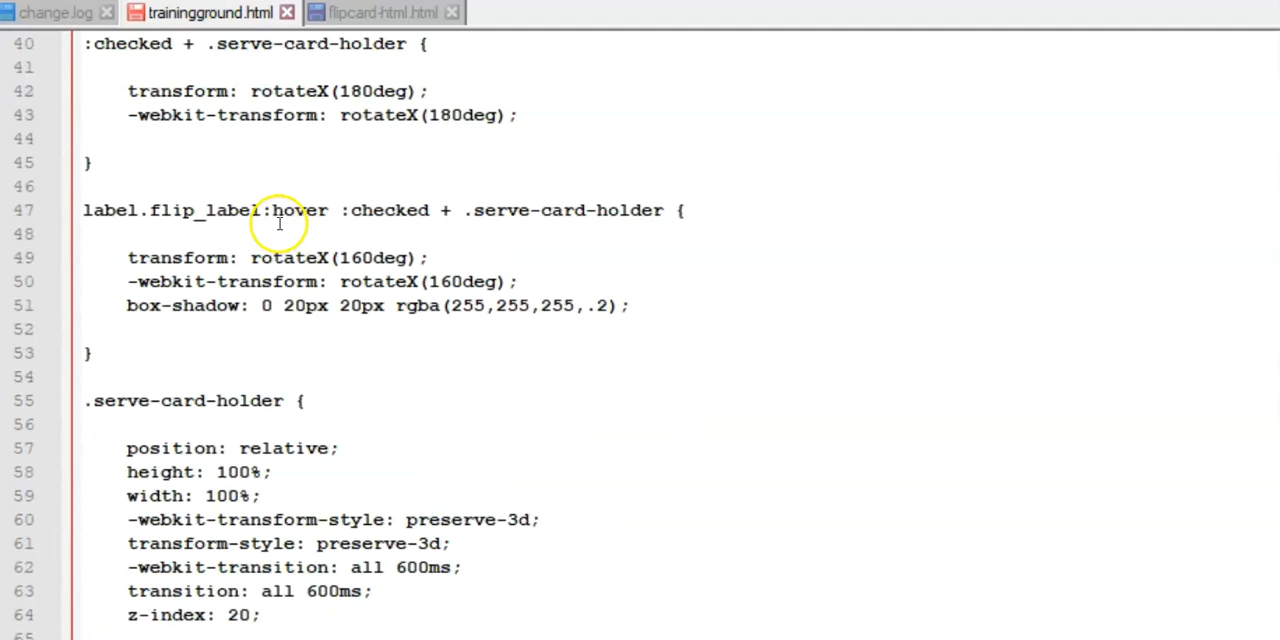 change.log trainingground.html flipcard-html.html
40 :checked + .serve-card-holder {
41
42 transform: rotateX(180deg);
43 -webkit-transform: rotateX(180deg);
44
45 }
46
47 label.flip_label:hover :checked + .serve-card-holder {
48
49 transform: rotateX(160deg);
50 -webkit-transform: rotateX(160deg);
51 box-shadow: 0 20px 20px rgba(255,255,255,.2);
52
53 }
54
55 .serve-card-holder {
56
57 position: relative;
58 height: 100%;
59 width: 100%;
60 -webkit-transform-style: preserve-3d;
61 transform-style: preserve-3d;
62 -webkit-transition: all 600ms;
63 transition: all 600ms;
64 z-index: 20;
65